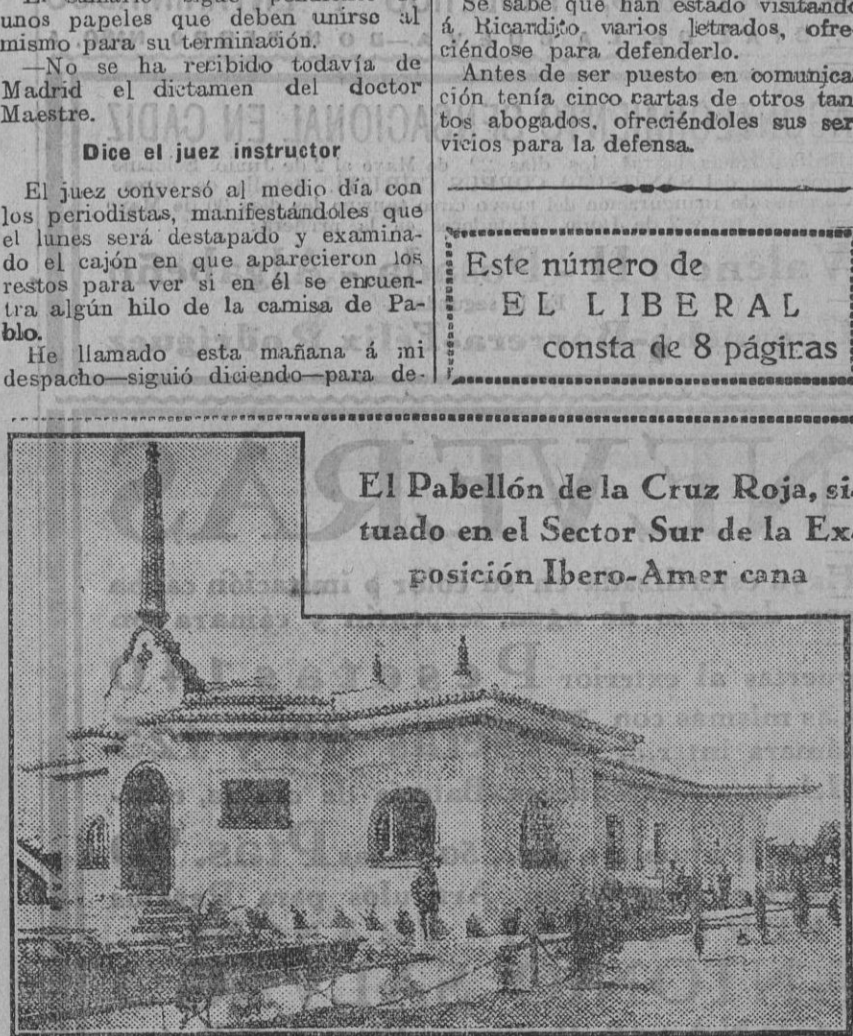 unos papeles que deben unirse al
mismo para su terminación.
—No se ha recibido todavía de
Madrid el dictamen del doctor
Maestre.
Dice el juez instructor
El juez conversó al medio día con
los periodistas, manifestándoles que
el lunes será destapado y examina-
do el cajón en que aparecieron los
restos para ver si en él se encuen-
tra algún hilo de la camisa de Pa-
blo.
He llamado esta mañana á mi
despacho—siguió diciendo—para de-
Se sabe que han estado visitando
á Ricardito varios letrados, ofre-
ciéndose para defenderlo.
Antes de ser puesto en comunica
ción tenía cinco cartas de otros tan
tos abogados, ofreciéndoles sus ser
vicios para la defensa.
Este número de
EL LIBERAL
consta de 8 págiras
El Pabellón de la Cruz Roja, si-
tuado en el Sector Sur de la Ex-
posición Ibero-Amer cana